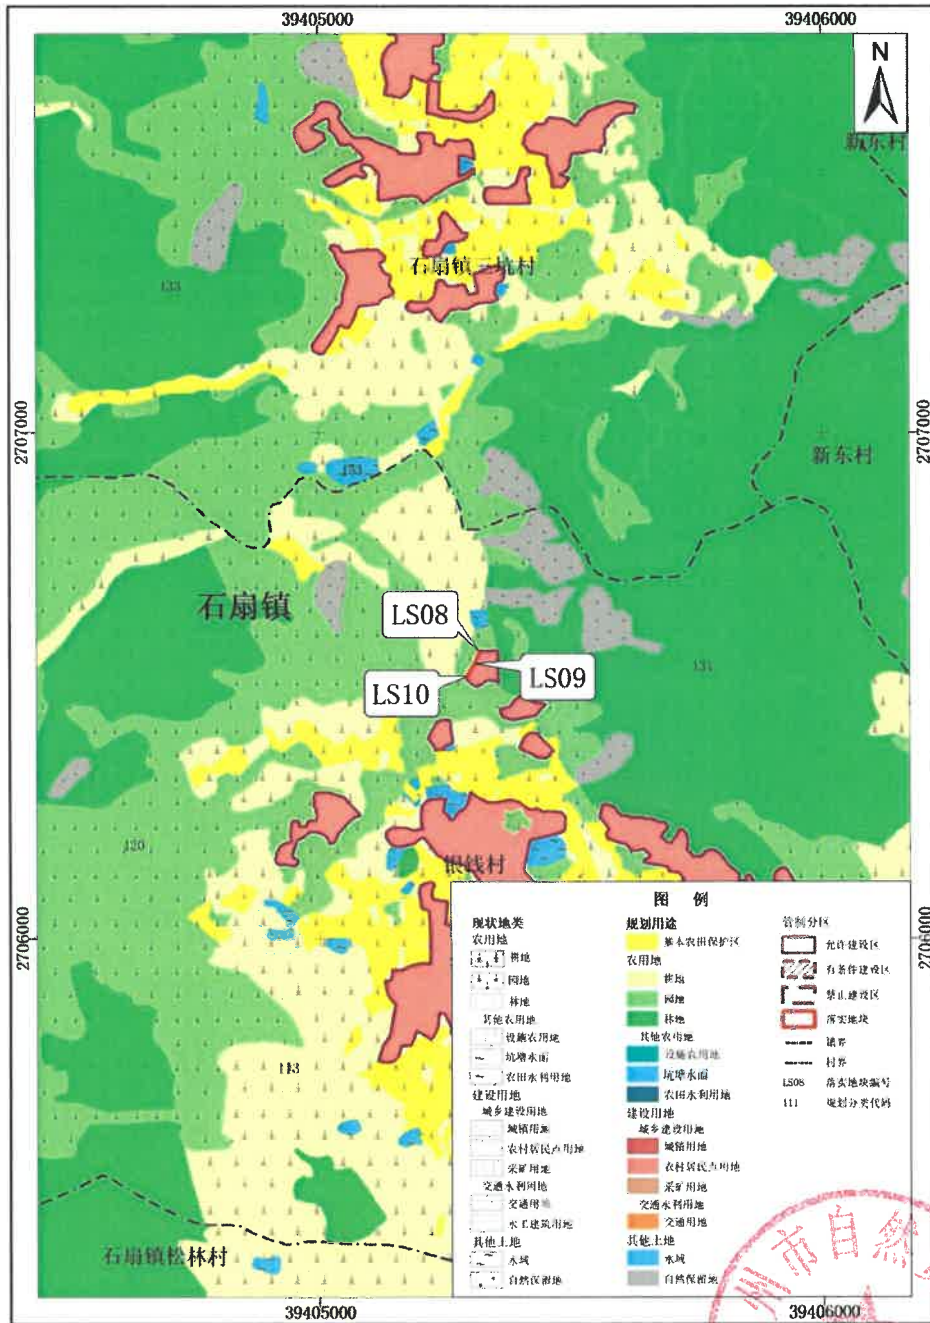 39405000
39406000
N
新东村
石扇镇三坑村
133
2707000
2707000
新东村
153
石扇镇
LS08
131
LS09
LS10
120
银钱村
2706000
2706000
113
石扇镇松林村
图 例
现状地类
农用地
耕地
园地
林地
其他农用地
设施农用地
坑塘水面
农田水利用地
建设用地
城乡建设用地
城镇用地
农村居民点用地
采矿用地
交通水利用地
交通用地
水工建筑用地
其他土地
水域
自然保留地
规划用途
基本农田保护区
农用地
耕地
园地
林地
其他农用地
设施农用地
坑塘水面
农田水利用地
建设用地
城乡建设用地
城镇用地
农村居民点用地
采矿用地
交通水利用地
交通用地
其他土地
水域
自然保留地
管制分区
允许建设区
有条件建设区
禁止建设区
落实地块
镇界
村界
LS08 落实地块编号
111 规划分类代码
州市自然
39405000
39406000